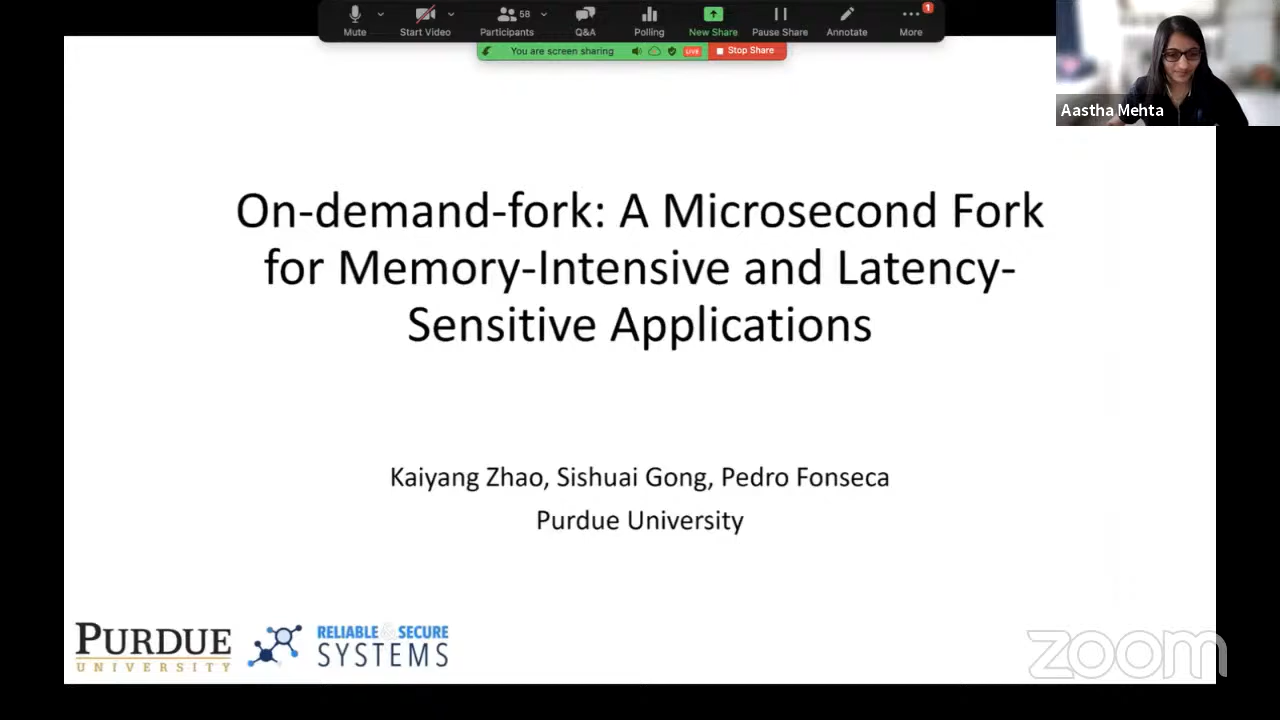 Mute
Start Video
58
Participants
Q&A
Polling
New Share
Pause Share
Annotate
1
More
You are screen sharing
LIVE
Stop Share
Aastha Mehta
On-demand-fork: A Microsecond Fork
for Memory-Intensive and Latency-
Sensitive Applications
Kaiyang Zhao, Sishuai Gong, Pedro Fonseca
Purdue University
PURDUE
UNIVERSITY
RELIABLE & SECURE
SYSTEMS
zoom